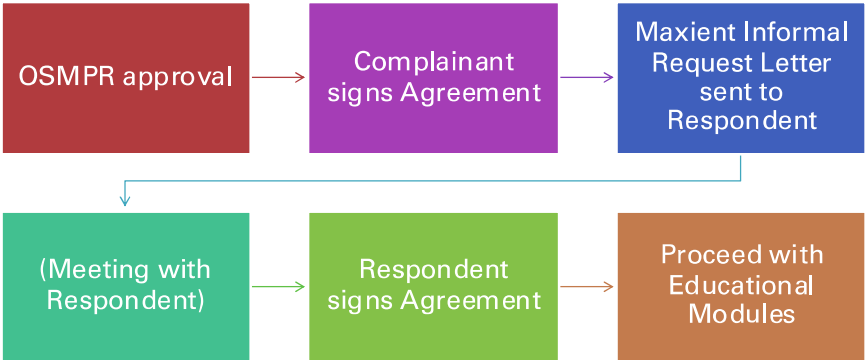 OSMPR approval
Complainant
signs Agreement
Maxient Informal
Request Letter
sent to
Respondent
(Meeting with
Respondent)
Respondent
signs Agreement
Proceed with
Educational
Modules